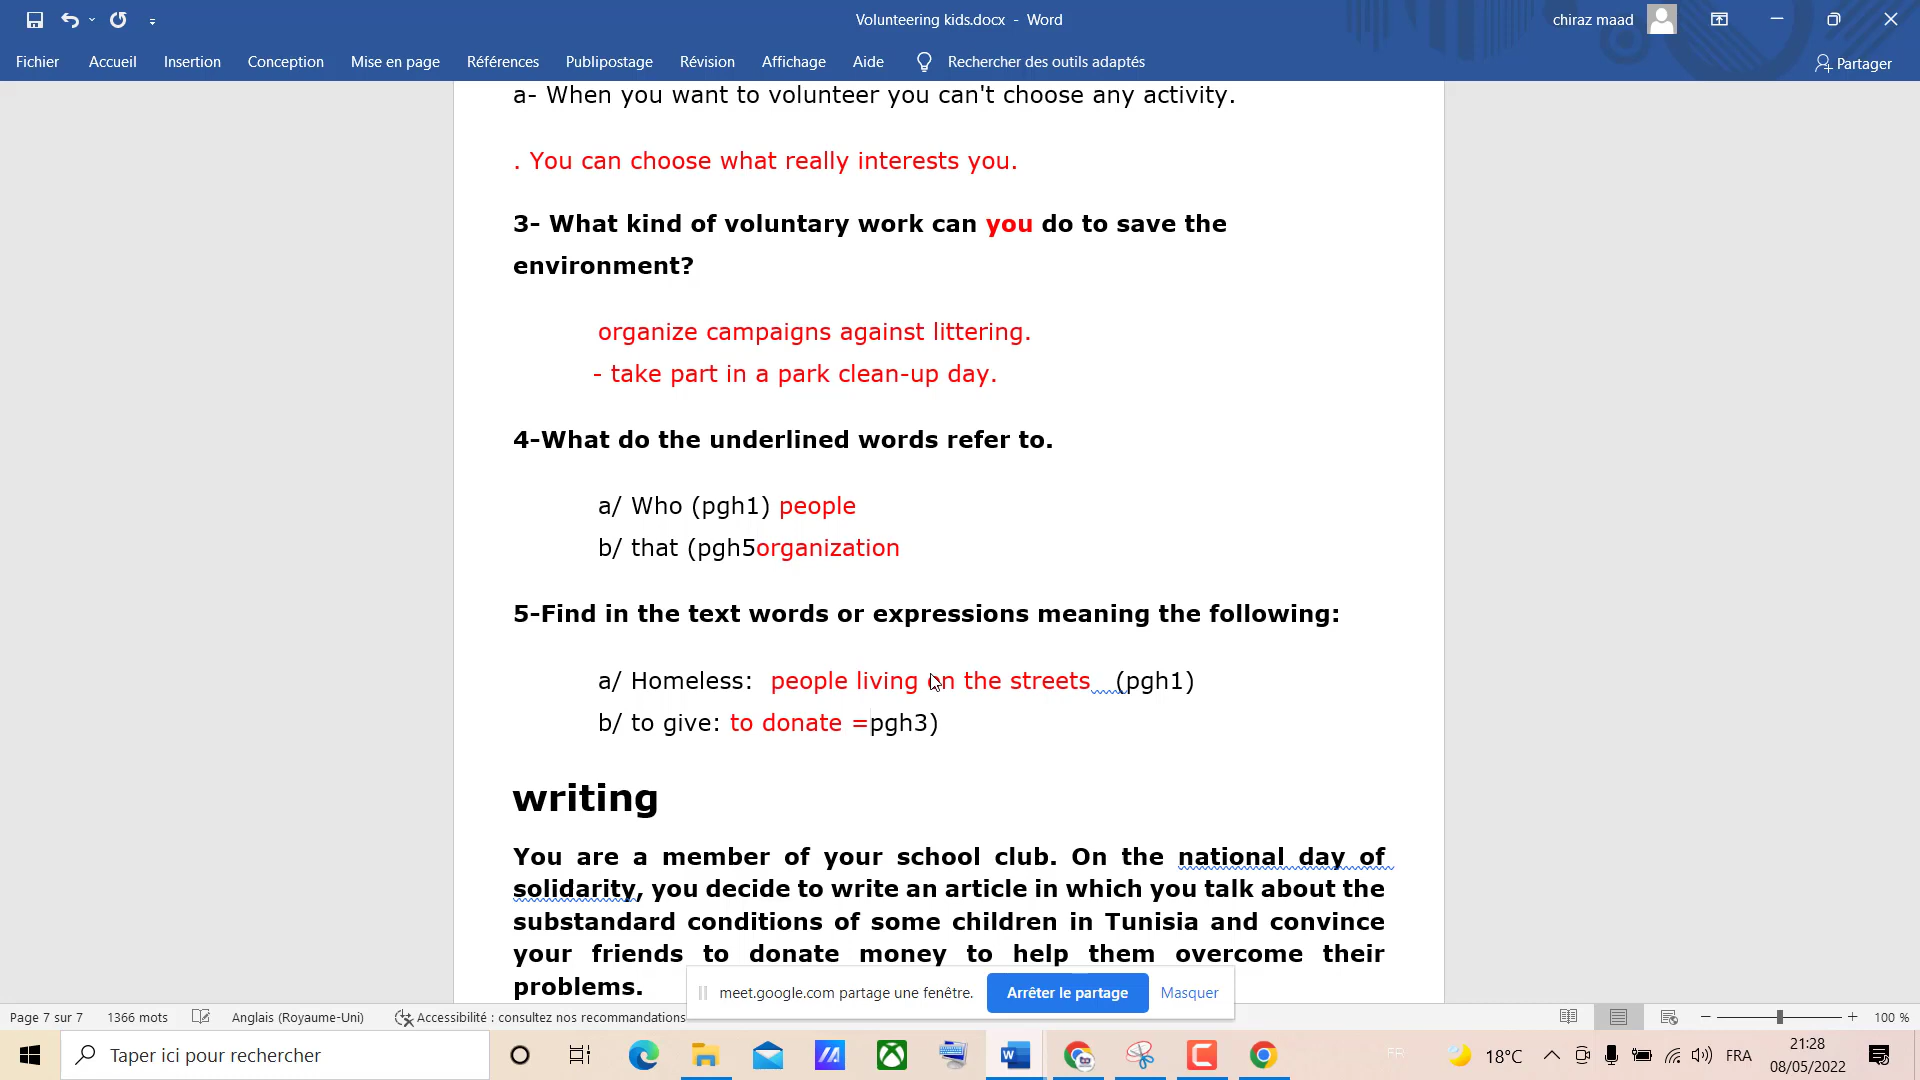 Volunteering kids.docx - Word
chiraz maad
Fichier
Accueil
Insertion
Conception
Mise en page
Références
Publipostage
Révision
Affichage
Aide
Rechercher des outils adaptés
Partager
a- When you want to volunteer you can't choose any activity.
. You can choose what really interests you.
3- What kind of voluntary work can you do to save the
environment?
organize campaigns against littering.
- take part in a park clean-up day.
4-What do the underlined words refer to.
a/ Who (pgh1) people
b/ that (pgh5organization
5-Find in the text words or expressions meaning the following:
a/ Homeless: people living on the streets (pgh1)
b/ to give: to donate =pgh3)
writing
You are a member of your school club. On the national day of
solidarity, you decide to write an article in which you talk about the
substandard conditions of some children in Tunisia and convince
your friends to donate money to help them overcome their
problems.
meet.google.com partage une fenêtre.
Arrêter le partage
Masquer
Page 7 sur 7
1366 mots
Anglais (Royaume-Uni)
Accessibilité : consultez nos recommandations
100 %
Taper ici pour rechercher
FR
18°C
FRA
21:28
08/05/2022